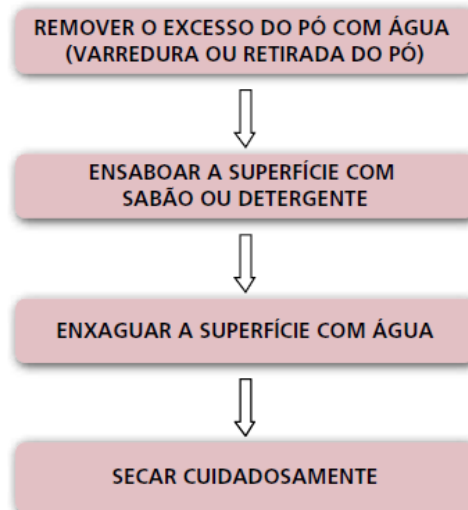 REMOVER O EXCESSO DO PÓ COM ÁGUA
(VARREDURA OU RETIRADA DO PÓ)
ENSABOAR A SUPERFÍCIE COM
SABÃO OU DETERGENTE
ENXAGUAR A SUPERFÍCIE COM ÁGUA
SECAR CUIDADOSAMENTE